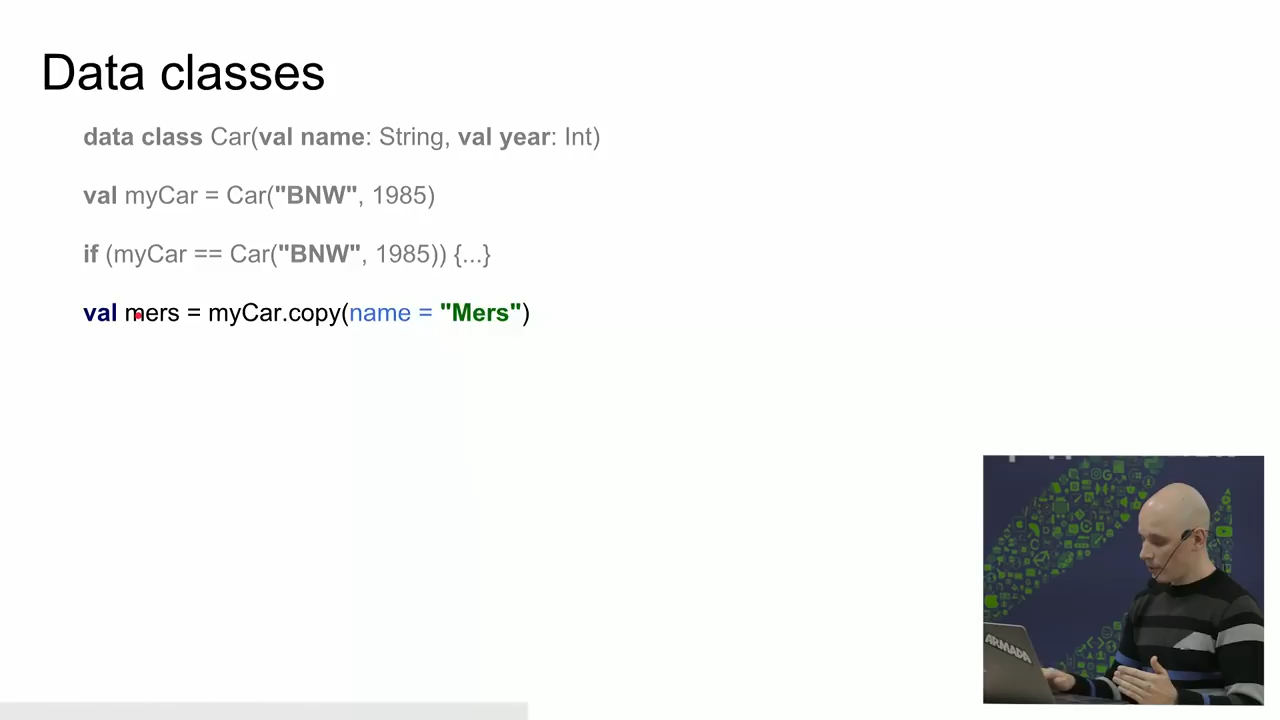 Data classes
data class Car(val name: String, val year: Int)
val myCar = Car("BNW", 1985)
if (myCar == Car("BNW", 1985)) {...}
val mers = myCar.copy(name = "Mers")
ARMADA